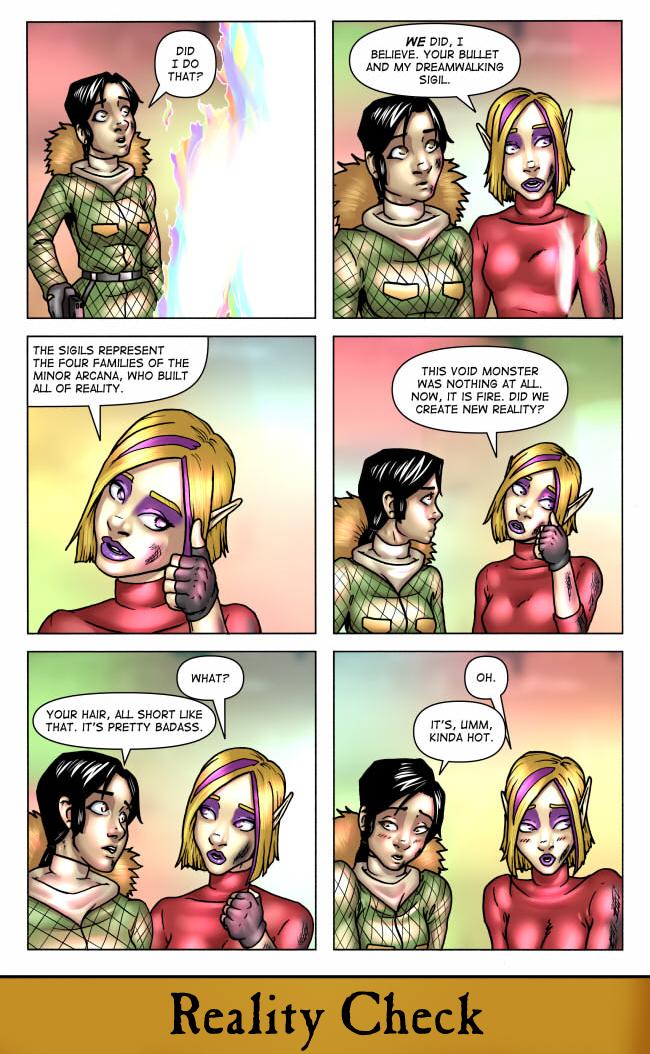 DID
I DO
THAT?
WE DID, I
BELIEVE. YOUR BULLET
AND MY DREAMWALKING
SIGIL.
THE SIGILS REPRESENT
THE FOUR FAMILIES OF THE
MINOR ARCANA, WHO BUILT
ALL OF REALITY.
THIS VOID MONSTER
WAS NOTHING AT ALL.
NOW, IT IS FIRE. DID WE
CREATE NEW REALITY?
YOUR HAIR, ALL SHORT LIKE
THAT. IT'S PRETTY BADASS.
WHAT?
IT'S, UMM,
KINDA HOT.
OH.
Reality Check